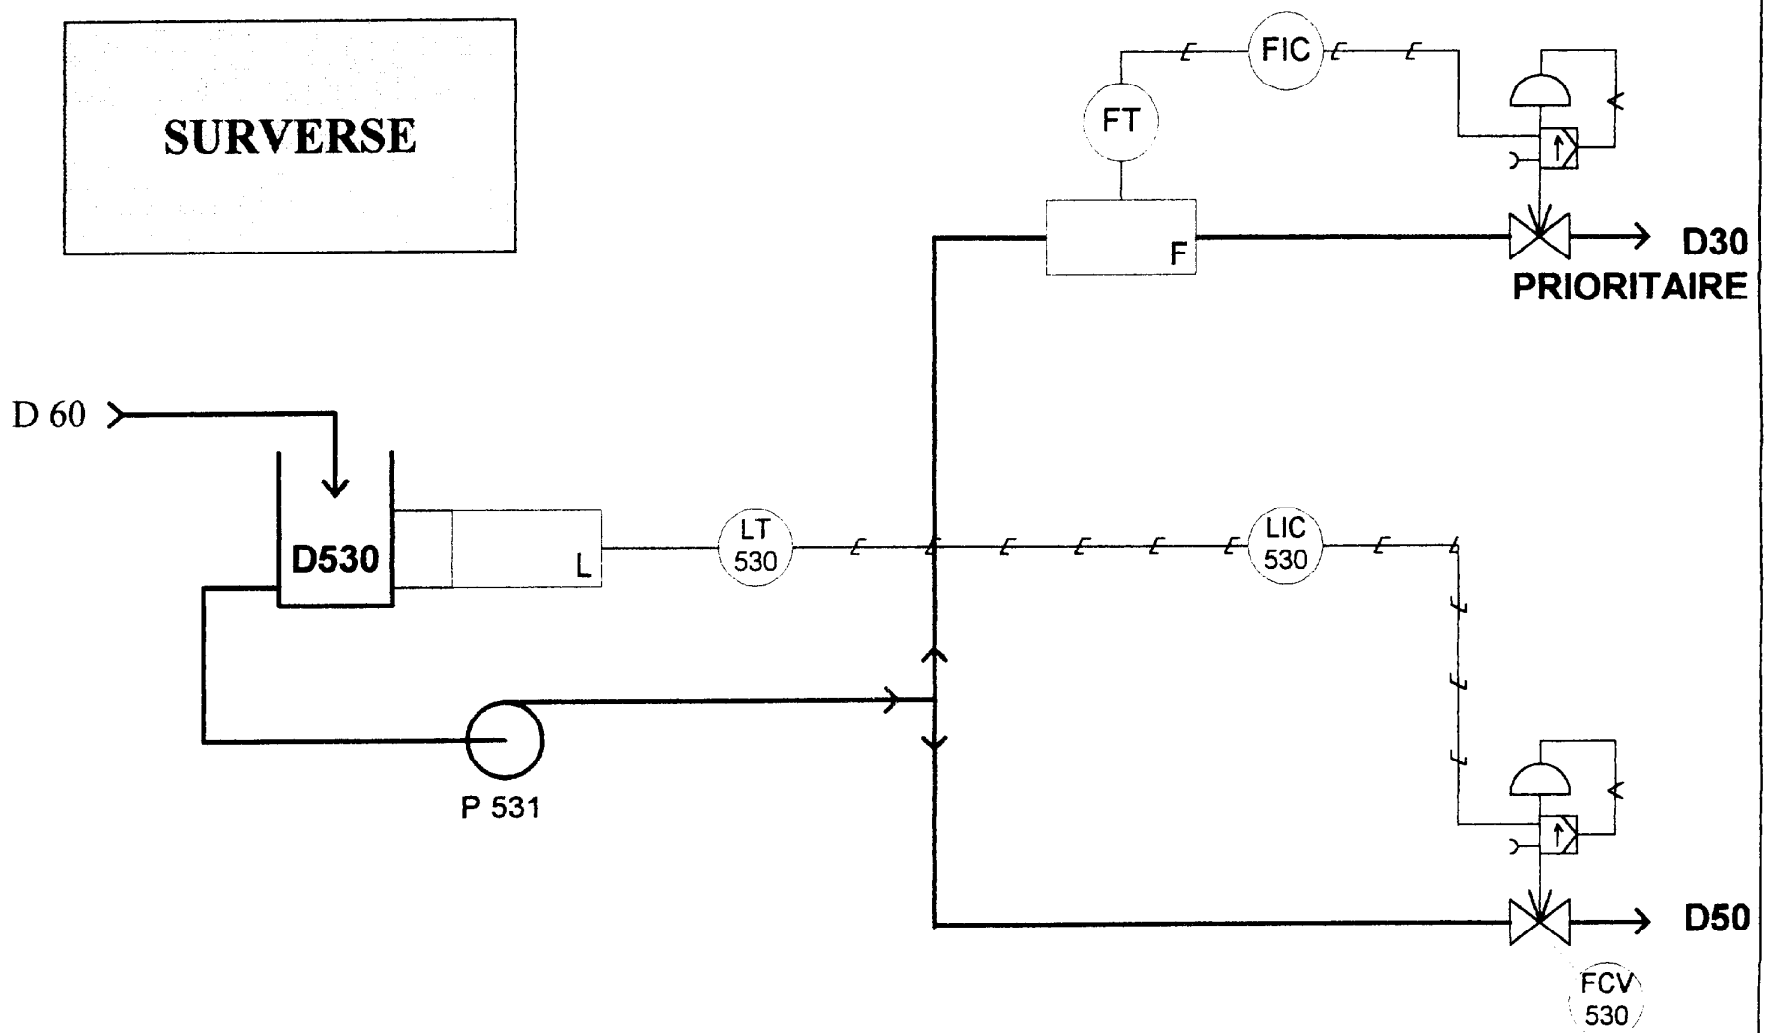 SURVERSE
FIC
FT
F
D30
PRIORITAIRE
D 60
D530
L
LT
530
LIC
530
P 531
D50
FCV
530